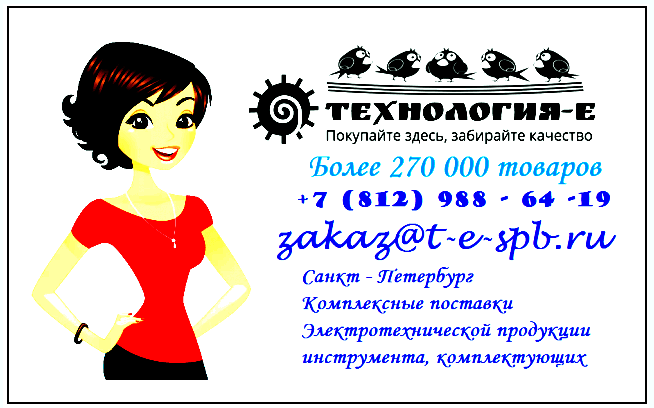 ТЕХНОЛОГИЯ-Е
Покупайте здесь, забирайте качество
Более 270 000 товаров
+7 (812) 988 - 64 -19
zakaz@t-e-spb.ru
Санкт - Петербург
Комплексные поставки
Электротехнической продукции
инструмента, комплектующих